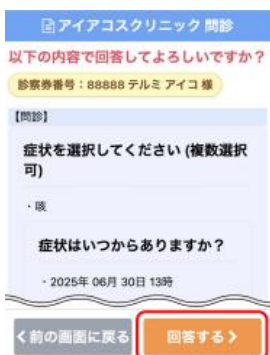 アイアコスクリニック 問診
以下の内容で回答してよろしいですか?
診察券番号:88888 テルミ アイコ 様
【問診】
症状を選択してください (複数選択
可)
・咳
症状はいつからありますか?
・2025年 06月 30日 13時
<前の画面に戻る
回答する>